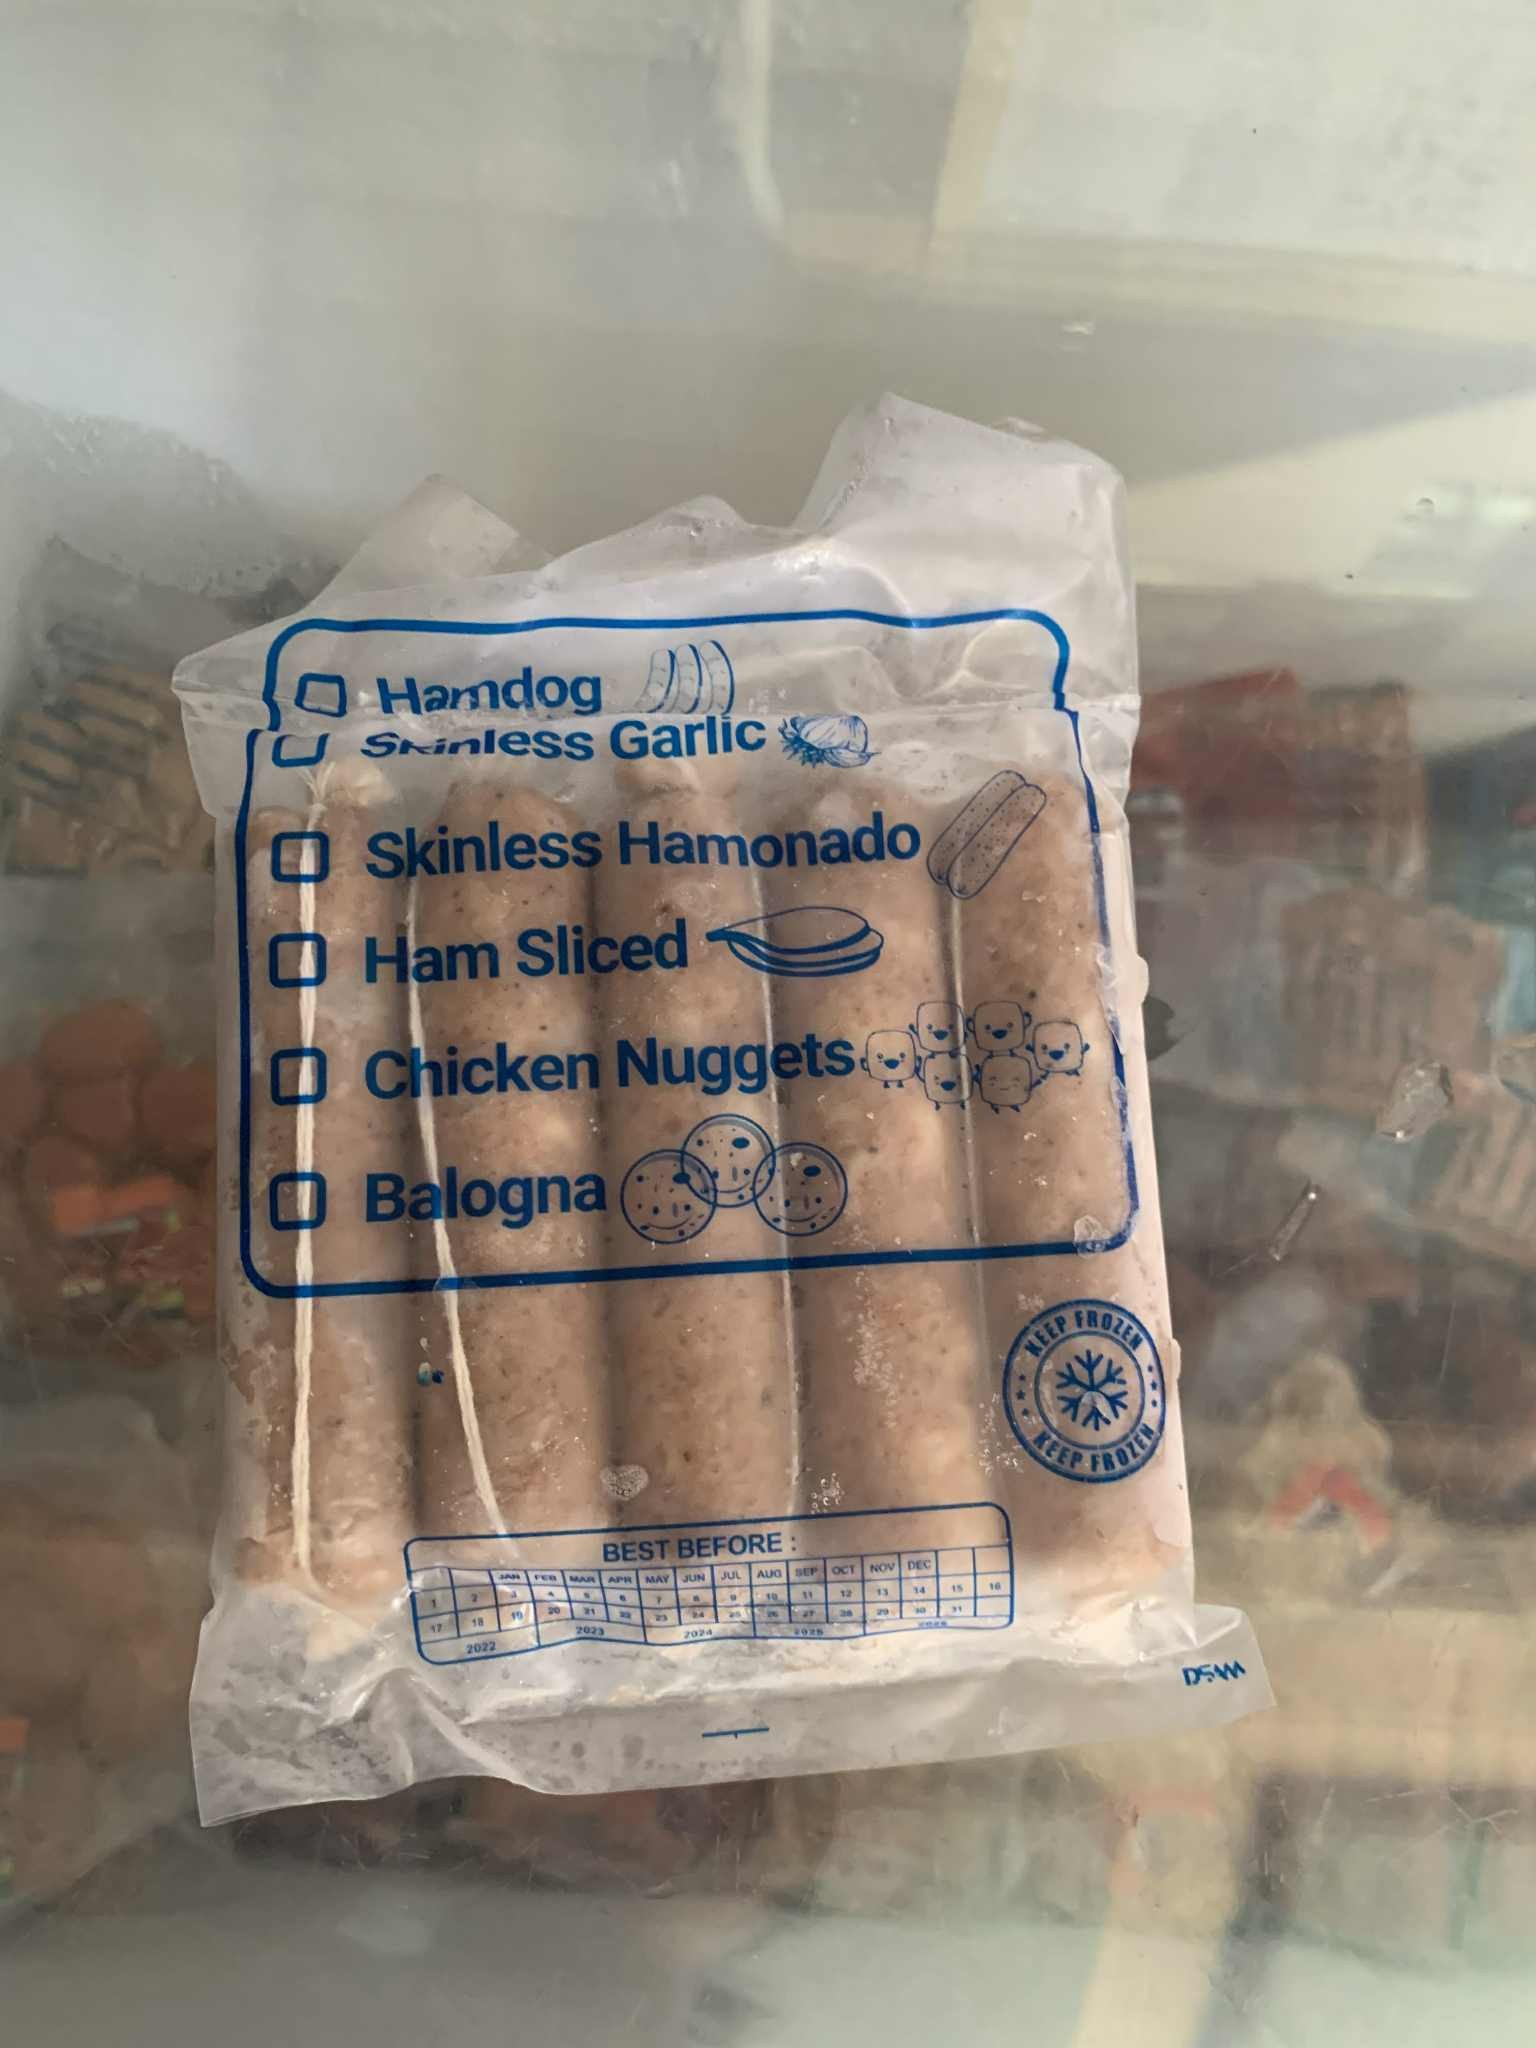 Hamdog
Skinless Garlic
Skinless Hamonado
Ham Sliced
Chicken Nuggets
Balogna
KEEP FROZEN
KEEP FROZEN
BEST BEFORE :
JAN FEB MAR APR MAY JUN JUL AUG SEP OCT NOV DEC
1 2 3 4 5 6 7 8 9 10 11 12 13 14 15 16
17 18 19 20 21 22 23 24 25 26 27 28 29 30 31
2022 2023 2024 2025 2026